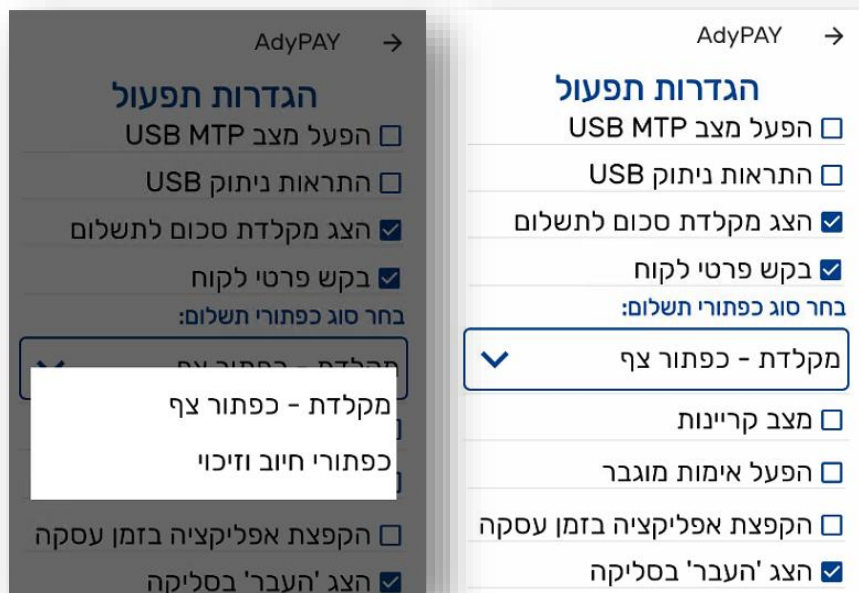 AdyPAY →
הגדרות תפעול
הפעל מצב USB MTP
התראות ניתוק USB
הצג מקלדת סכום לתשלום
בקש פרטי לקוח
בחר סוג כפתורי תשלום:
מקלדת - כפתור צף
מצב קריינות
הפעל אימות מוגבר
הקפצת אפליקציה בזמן עסקה
הצג 'העבר' בסליקה
AdyPAY →
הגדרות תפעול
הפעל מצב USB MTP
התראות ניתוק USB
הצג מקלדת סכום לתשלום
בקש פרטי לקוח
בחר סוג כפתורי תשלום:
מקלדת - כפתור צף
מקלדת - כפתור צף
כפתורי חיוב וזיכוי
הקפצת אפליקציה בזמן עסקה
הצג 'העבר' בסליקה